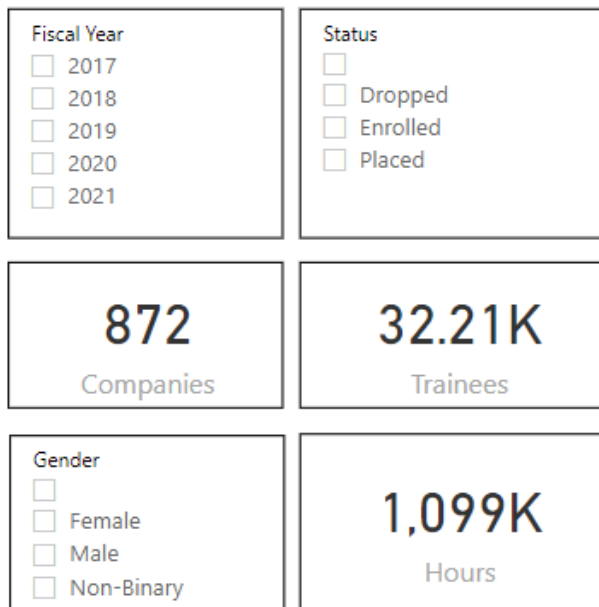 Fiscal Year
2017
2018
2019
2020
2021
Status
Dropped
Enrolled
Placed
872
Companies
32.21K
Trainees
Gender
Female
Male
Non-Binary
1,099K
Hours